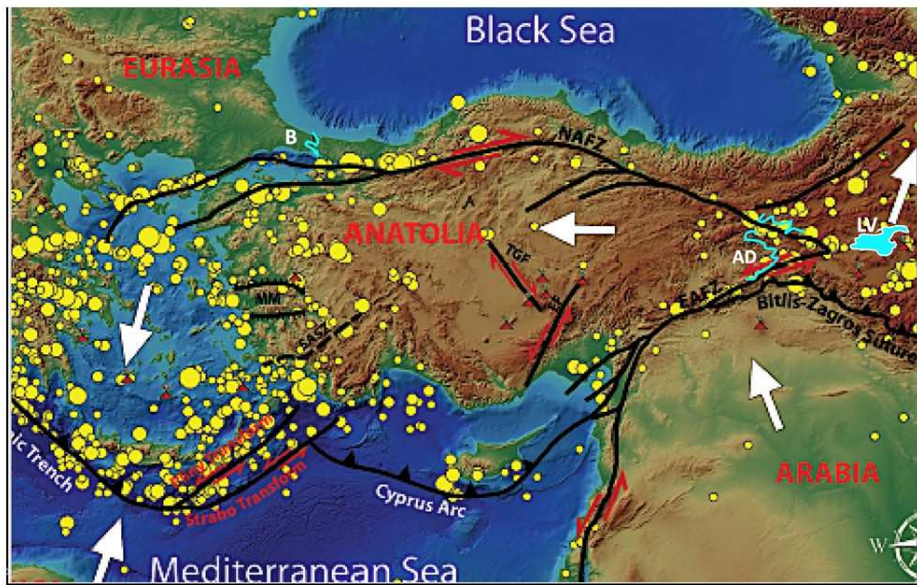 Black Sea
EURASIA
B
NAFZ
A
ANATOLIA
LV
TGF
AD
EAFZ
Bitlis-Zagros Suture
MM
SASZ
Strabo Transform
Trench
Cyprus Arc
ARABIA
W
Mediterranean Sea